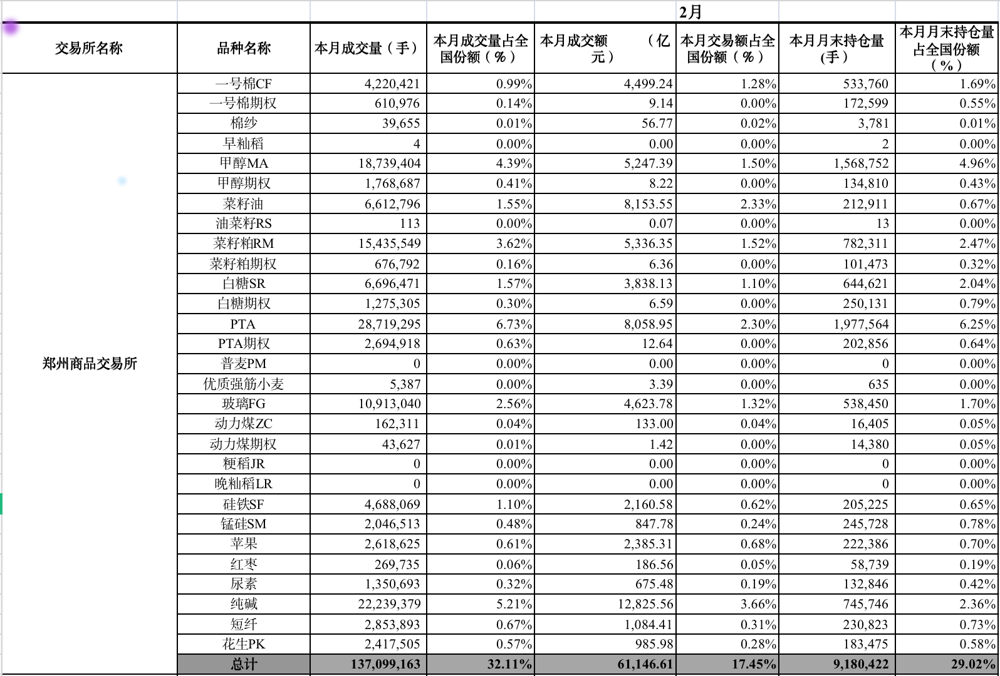 2月
交易所名称 品种名称 本月成交量（手） 本月成交量占全国份额（%） 本月成交额 （亿元） 本月交易额占全国份额（%） 本月月末持仓量(手） 本月月末持仓量占全国份额（%）
一号棉CF 4,220,421 0.99% 4,499.24 1.28% 533,760 1.69%
一号棉期权 610,976 0.14% 9.14 0.00% 172,599 0.55%
棉纱 39,655 0.01% 56.77 0.02% 3,781 0.01%
早籼稻 4 0.00% 0.00 0.00% 2 0.00%
甲醇MA 18,739,404 4.39% 5,247.39 1.50% 1,568,752 4.96%
甲醇期权 1,768,687 0.41% 8.22 0.00% 134,810 0.43%
菜籽油 6,612,796 1.55% 8,153.55 2.33% 212,911 0.67%
油菜籽RS 113 0.00% 0.07 0.00% 13 0.00%
菜籽粕RM 15,435,549 3.62% 5,336.35 1.52% 782,311 2.47%
菜籽粕期权 676,792 0.16% 6.36 0.00% 101,473 0.32%
白糖SR 6,696,471 1.57% 3,838.13 1.10% 644,621 2.04%
白糖期权 1,275,305 0.30% 6.59 0.00% 250,131 0.79%
PTA 28,719,295 6.73% 8,058.95 2.30% 1,977,564 6.25%
PTA期权 2,694,918 0.63% 12.64 0.00% 202,856 0.64%
郑州商品交易所 普麦PM 0 0.00% 0.00 0.00% 0 0.00%
优质强筋小麦 5,387 0.00% 3.39 0.00% 635 0.00%
玻璃FG 10,913,040 2.56% 4,623.78 1.32% 538,450 1.70%
动力煤ZC 162,311 0.04% 133.00 0.04% 16,405 0.05%
动力煤期权 43,627 0.01% 1.42 0.00% 14,380 0.05%
粳稻JR 0 0.00% 0.00 0.00% 0 0.00%
晚籼稻LR 0 0.00% 0.00 0.00% 0 0.00%
硅铁SF 4,688,069 1.10% 2,160.58 0.62% 205,225 0.65%
锰硅SM 2,046,513 0.48% 847.78 0.24% 245,728 0.78%
苹果 2,618,625 0.61% 2,385.31 0.68% 222,386 0.70%
红枣 269,735 0.06% 186.56 0.05% 58,739 0.19%
尿素 1,350,693 0.32% 675.48 0.19% 132,846 0.42%
纯碱 22,239,379 5.21% 12,825.56 3.66% 745,746 2.36%
短纤 2,853,893 0.67% 1,084.41 0.31% 230,823 0.73%
花生PK 2,417,505 0.57% 985.98 0.28% 183,475 0.58%
总计 137,099,163 32.11% 61,146.61 17.45% 9,180,422 29.02%